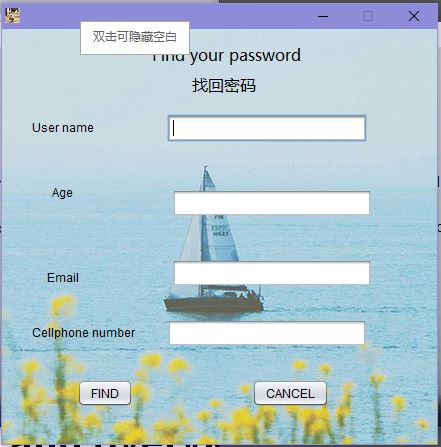 双击可隐藏空白
Find your password
找回密码
User name
Age
Email
Cellphone number
FIND
CANCEL